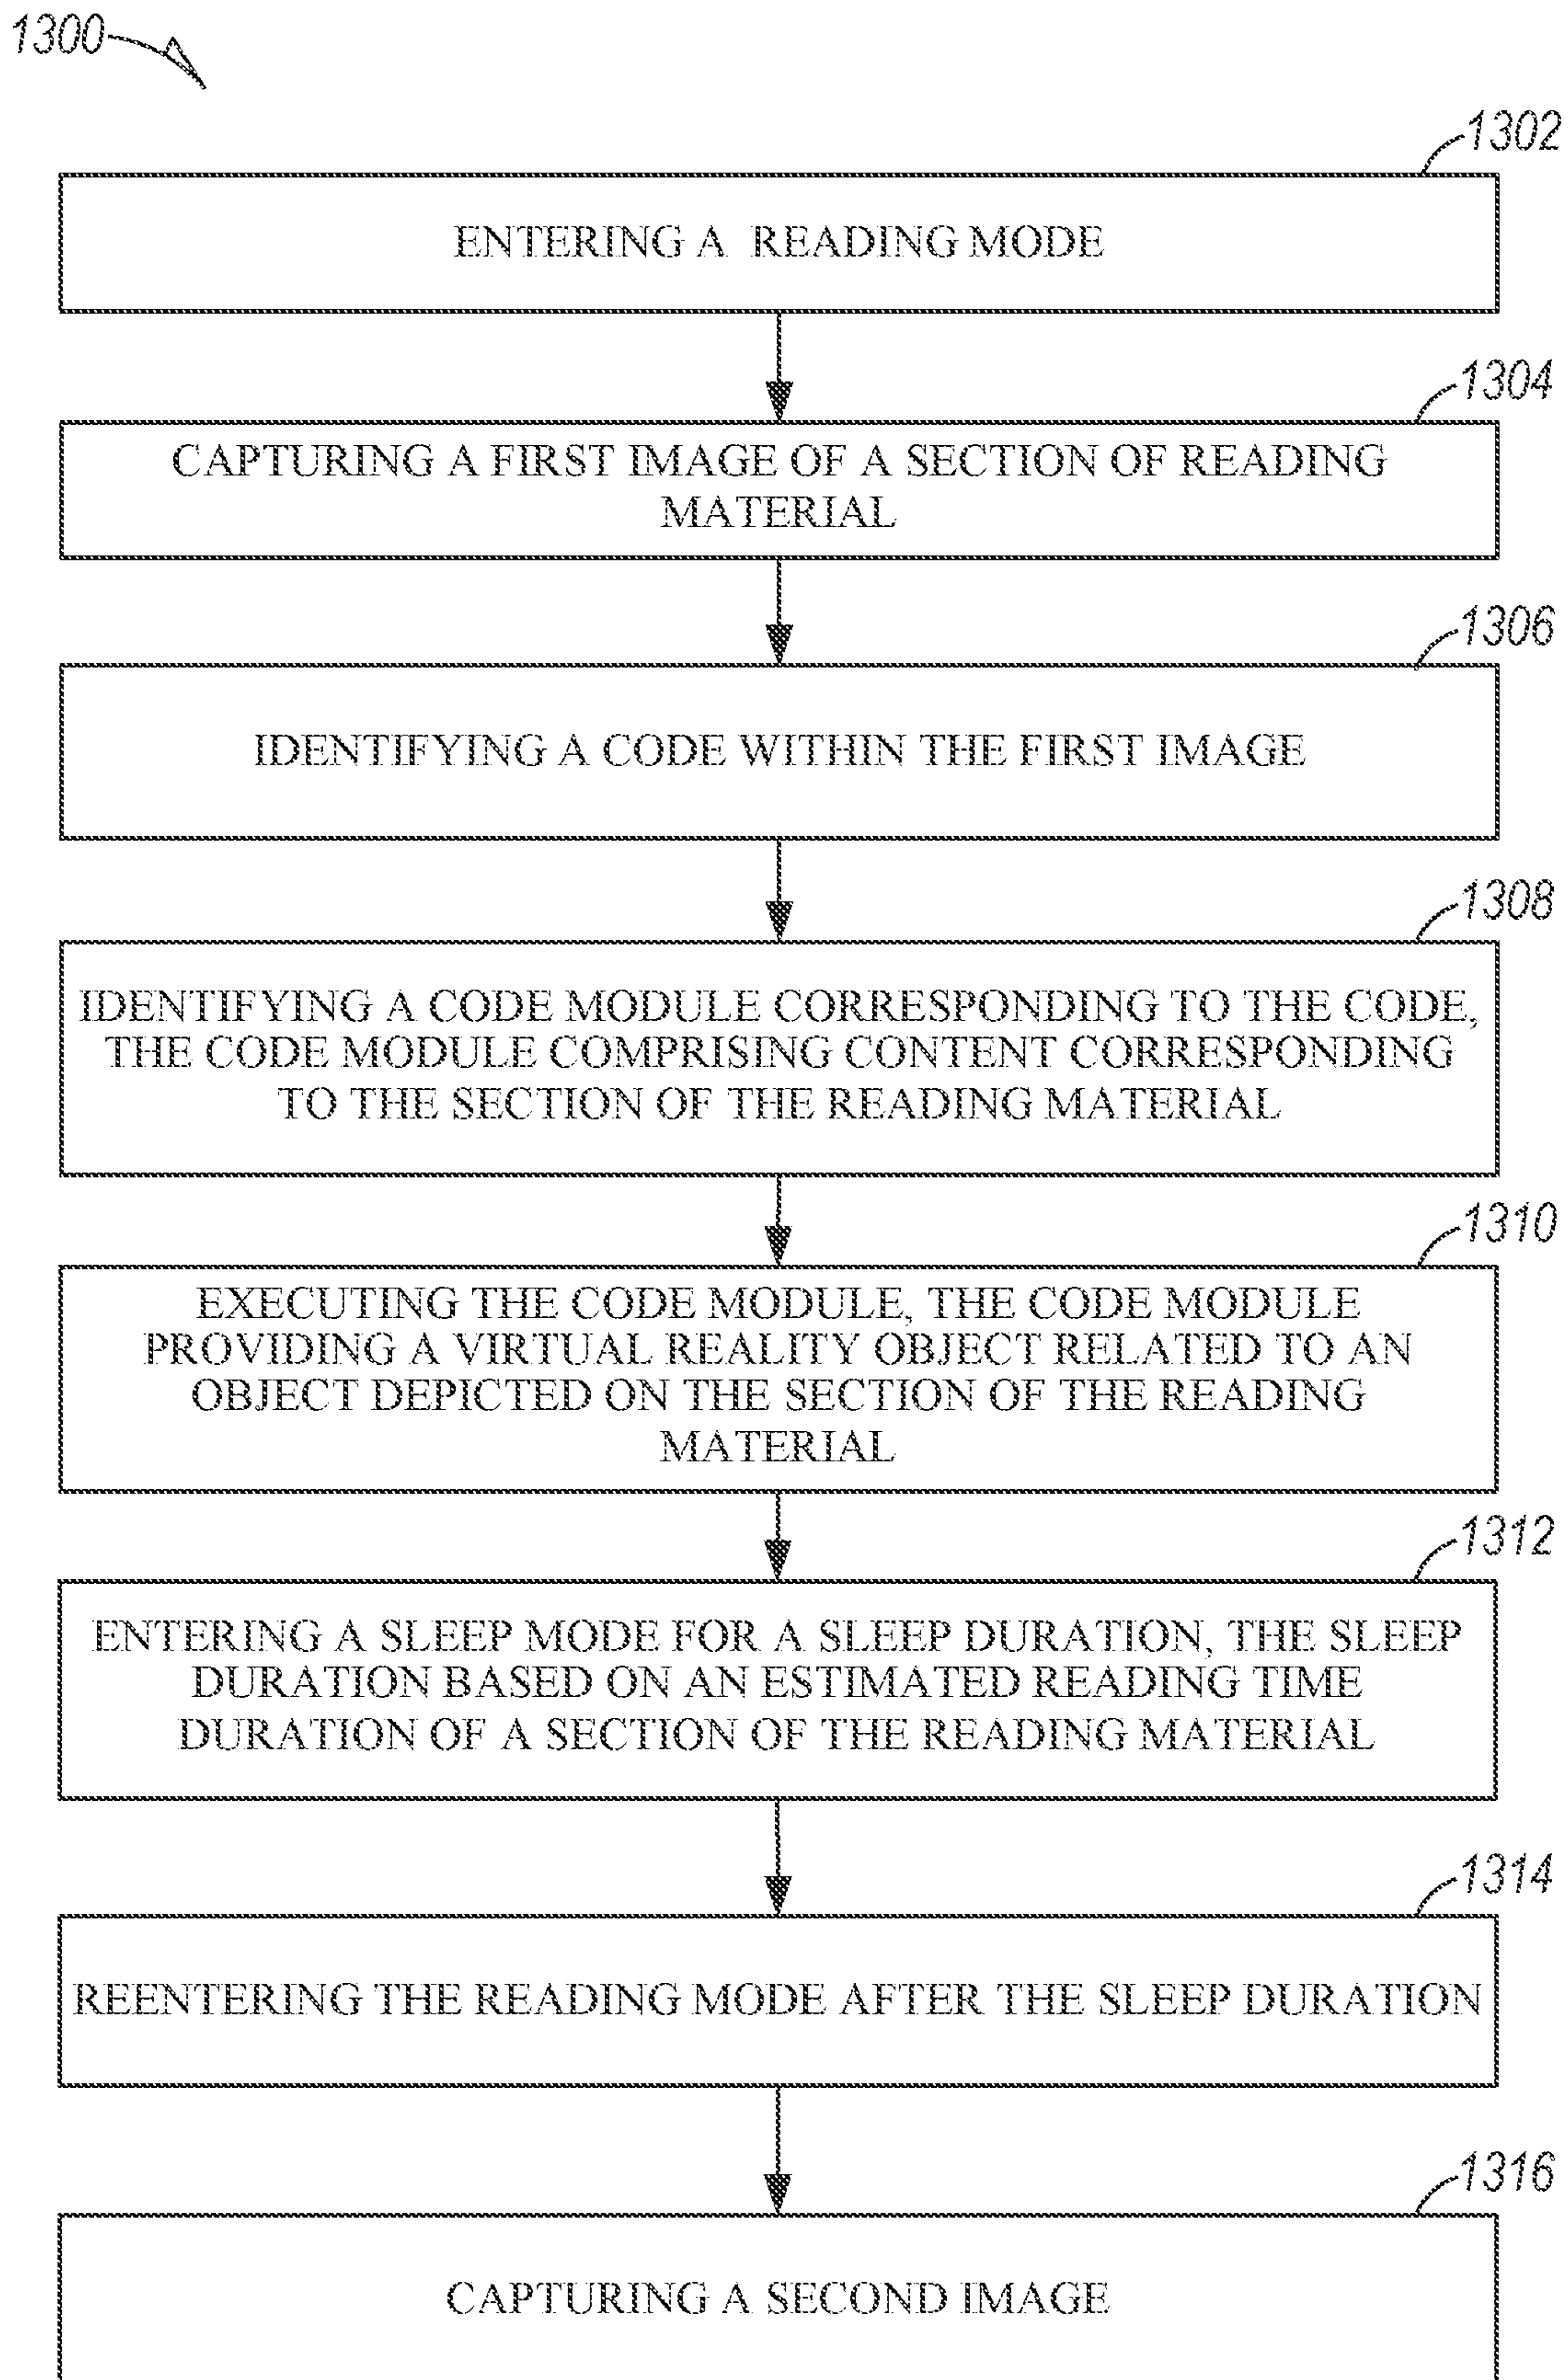 1300
1302
ENTERING A READING MODE
1304
CAPTURING A FIRST IMAGE OF A SECTION OF READING
MATERIAL
1306
IDENTIFYING A CODE WITHIN THE FIRST IMAGE
1308
IDENTIFYING A CODE MODULE CORRESPONDING TO THE CODE,
THE CODE MODULE COMPRISING CONTENT CORRESPONDING
TO THE SECTION OF THE READING MATERIAL
1310
EXECUTING THE CODE MODULE, THE CODE MODULE
PROVIDING A VIRTUAL REALITY OBJECT RELATED TO AN
OBJECT DEPICTED ON THE SECTION OF THE READING
MATERIAL
1312
ENTERING A SLEEP MODE FOR A SLEEP DURATION, THE SLEEP
DURATION BASED ON AN ESTIMATED READING TIME
DURATION OF A SECTION OF THE READING MATERIAL
1314
REENTERING THE READING MODE AFTER THE SLEEP DURATION
1316
CAPTURING A SECOND IMAGE